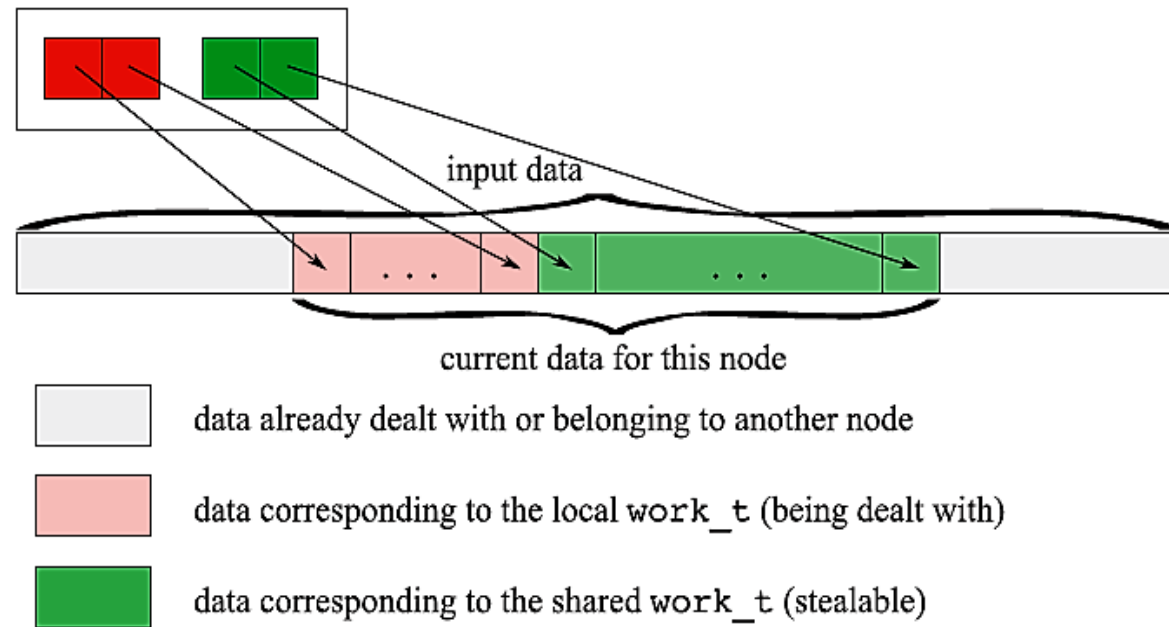 input data
. . .
. . .
current data for this node
data already dealt with or belonging to another node
data corresponding to the local work_t (being dealt with)
data corresponding to the shared work_t (stealable)